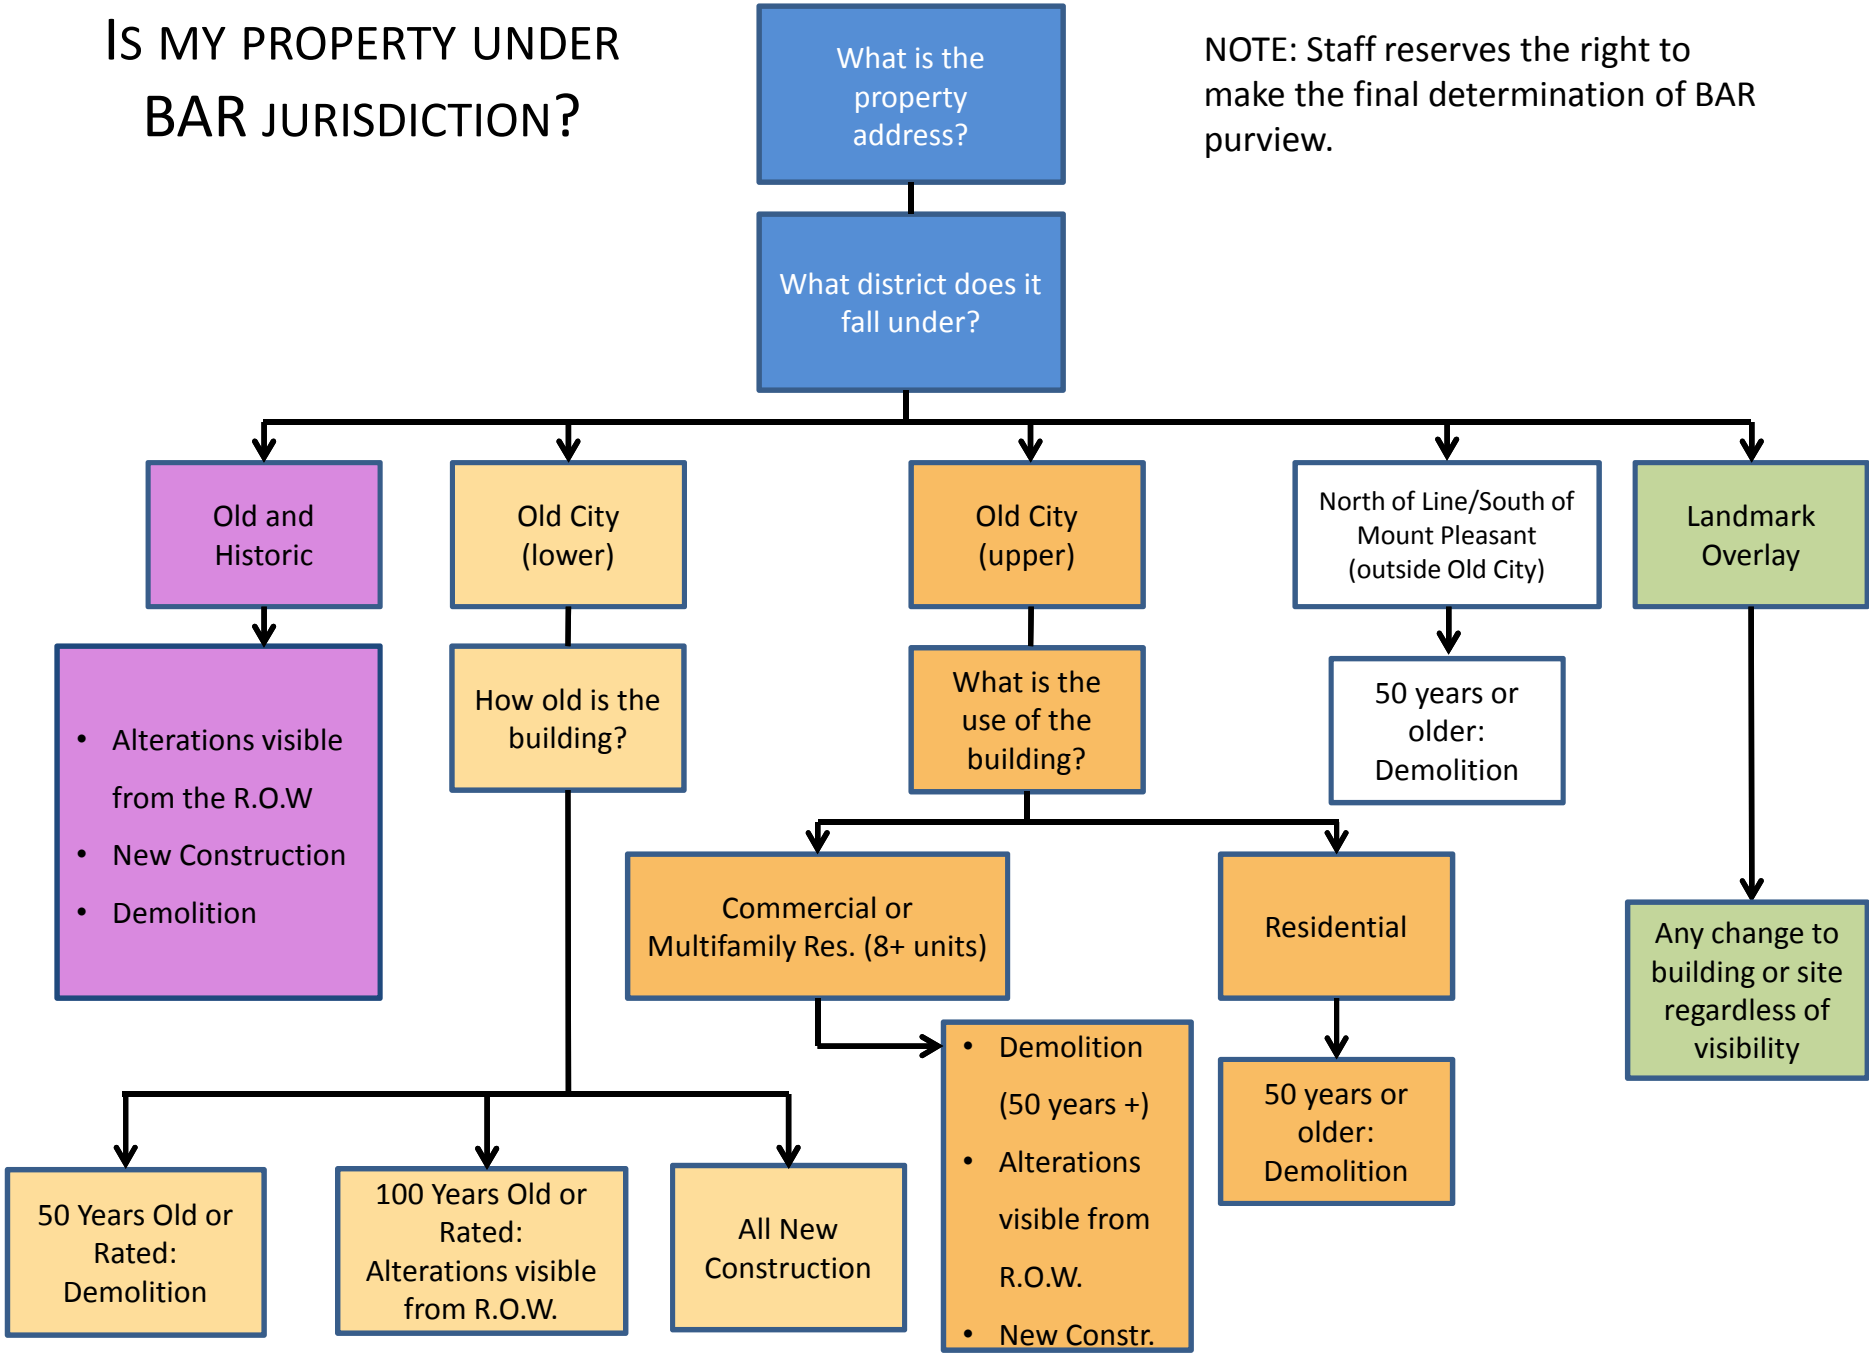 IS MY PROPERTY UNDER
BAR JURISDICTION?
What is the
property
address?
NOTE: Staff reserves the right to
make the final determination of BAR
purview.
What district does it
fall under?
Old and
Historic
Old City
(lower)
Old City
(upper)
North of Line/South of
Mount Pleasant
(outside Old City)
Landmark
Overlay
• Alterations visible
from the R.O.W
• New Construction
• Demolition
How old is the
building?
What is the
use of the
building?
50 years or
older:
Demolition
Commercial or
Multifamily Res. (8+ units)
Residential
Any change to
building or site
regardless of
visibility
• Demolition
(50 years +)
• Alterations
visible from
R.O.W.
• New Constr.
50 years or
older:
Demolition
50 Years Old or
Rated:
Demolition
100 Years Old or
Rated:
Alterations visible
from R.O.W.
All New
Construction